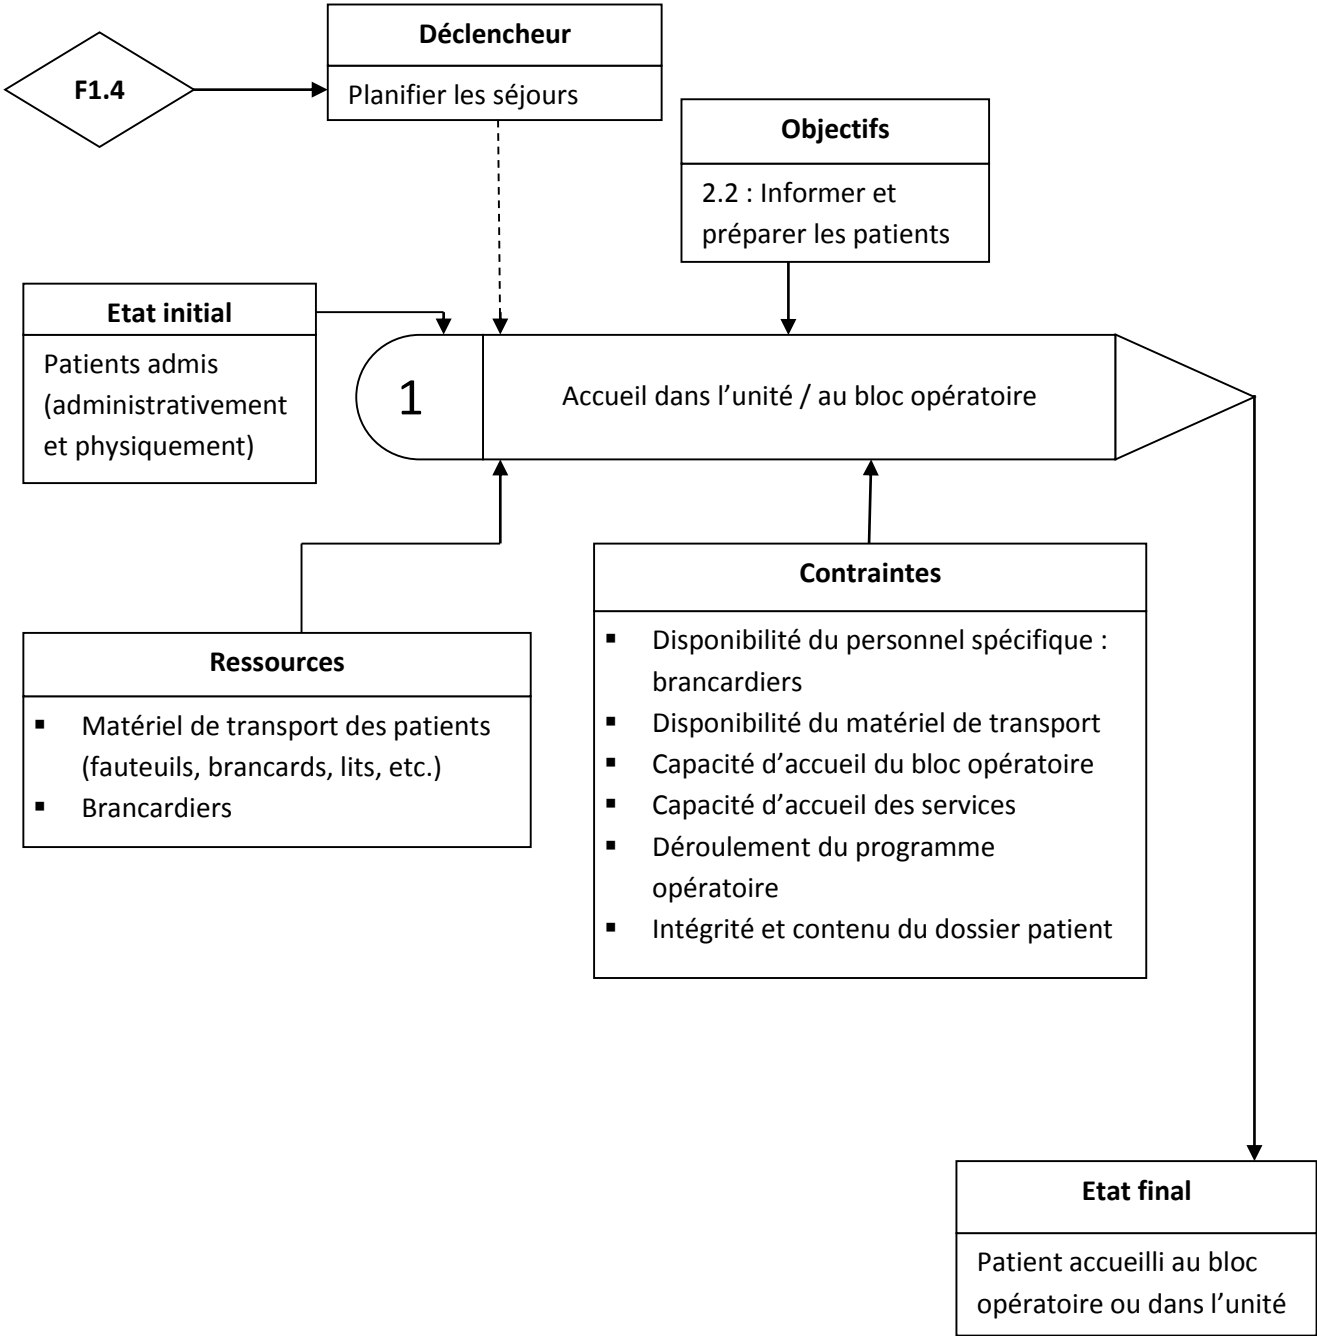 F1.4
Déclencheur
Planifier les séjours
Objectifs
2.2 : Informer et
préparer les patients
Etat initial
Patients admis
(administrativement
et physiquement)
1
Accueil dans l’unité / au bloc opératoire
Ressources
▪ Matériel de transport des patients
(fauteuils, brancards, lits, etc.)
▪ Brancardiers
Contraintes
▪ Disponibilité du personnel spécifique :
brancardiers
▪ Disponibilité du matériel de transport
▪ Capacité d’accueil du bloc opératoire
▪ Capacité d’accueil des services
▪ Déroulement du programme
opératoire
▪ Intégrité et contenu du dossier patient
Etat final
Patient accueilli au bloc
opératoire ou dans l’unité